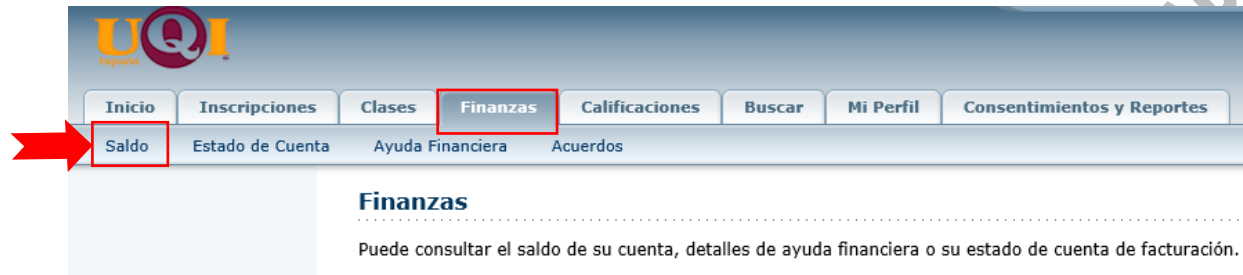 UQI
Inicio Inscripciones Clases Finanzas Calificaciones Buscar Mi Perfil Consentimientos y Reportes
Saldo Estado de Cuenta Ayuda Financiera Acuerdos
Finanzas
Puede consultar el saldo de su cuenta, detalles de ayuda financiera o su estado de cuenta de facturación.